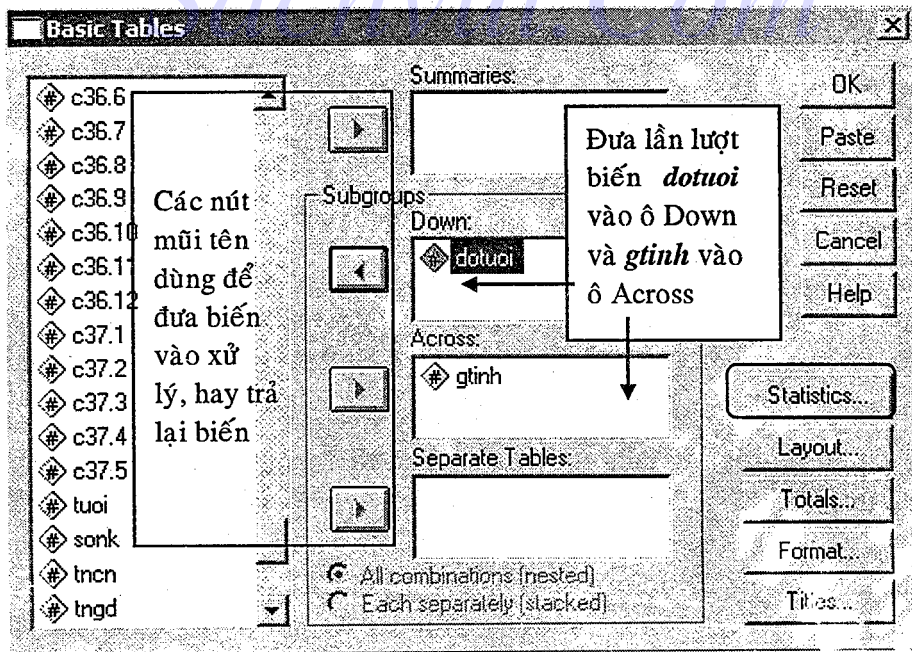 Basic Tables
c36.6
c36.7
c36.8
c36.9
c36.10
c36.11
c36.12
c37.1
c37.2
c37.3
c37.4
c37.5
tuoi
sonk
tncn
tngd
Các nút
mũi tên
dùng để
đưa biến
vào xử
lý, hay trả
lại biến
Summaries:
Subgroups
Down:
dotuoi
Across:
gtinh
Separate Tables:
All combinations (nested)
Each separately (stacked)
Đưa lần lượt
biến dotuoi
vào ô Down
và gtinh vào
ô Across
OK
Paste
Reset
Cancel
Help
Statistics...
Layout...
Totals...
Format...
Titles...